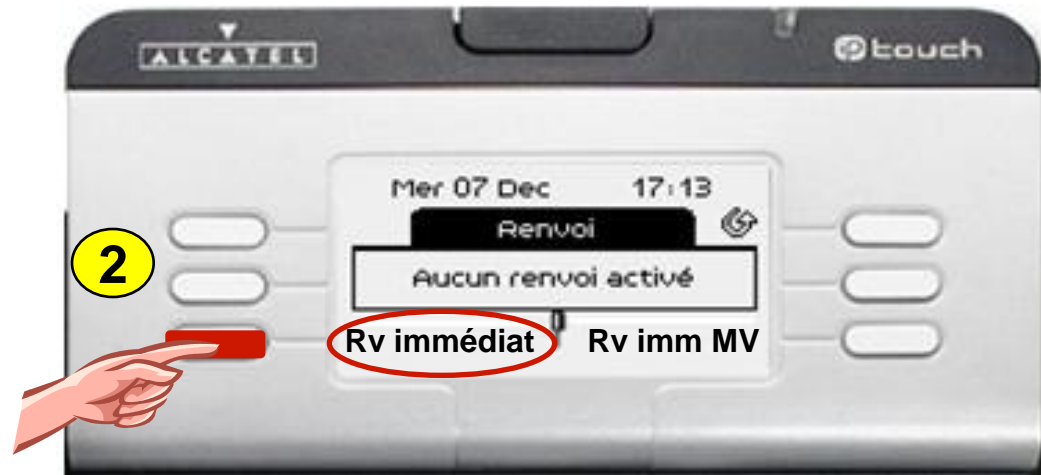 ALCATEL
touch
Mer 07 Dec 17:13
Renvoi
2
Aucun renvoi activé
Rv immédiat Rv imm MV